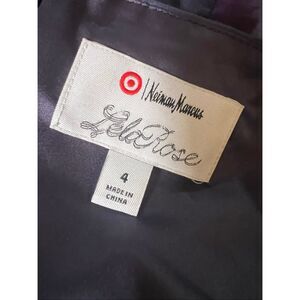 Neiman Marcus
Lela Rose
4
MADE IN
CHINA